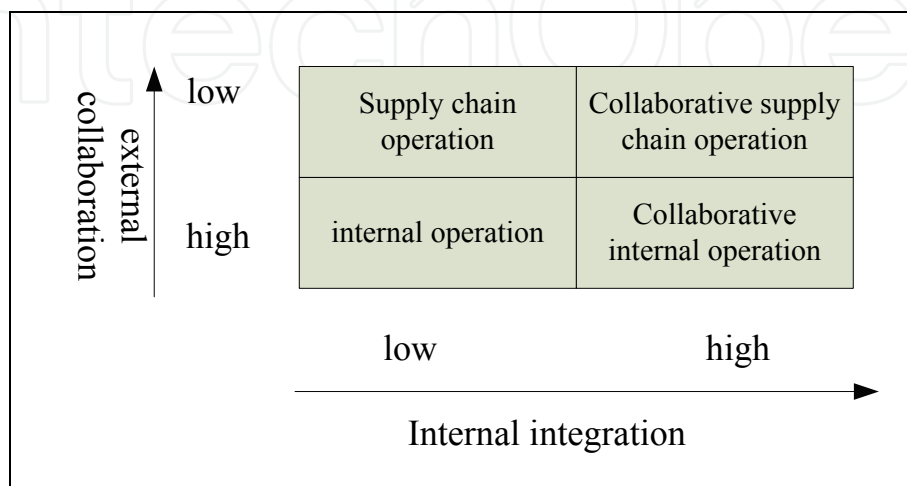 ntechOpe
low
Supply chain
operation
Collaborative supply
chain operation
external
collaboration
high
internal operation
Collaborative
internal operation
low
high
Internal integration